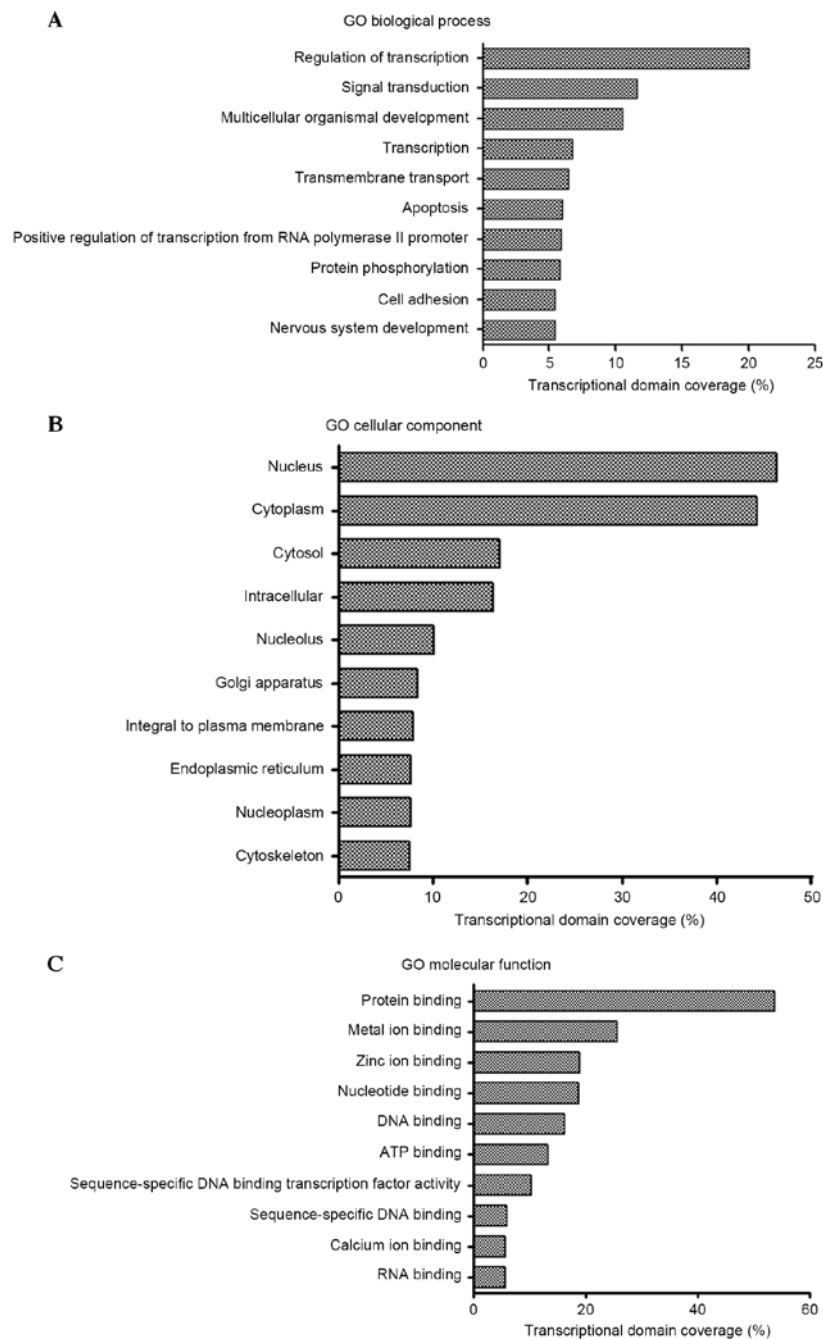 A
GO biological process
Regulation of transcription
Signal transduction
Multicellular organismal development
Transcription
Transmembrane transport
Apoptosis
Positive regulation of transcription from RNA polymerase II promoter
Protein phosphorylation
Cell adhesion
Nervous system development
0 5 10 15 20 25
Transcriptional domain coverage (%)
B
GO cellular component
Nucleus
Cytoplasm
Cytosol
Intracellular
Nucleolus
Golgi apparatus
Integral to plasma membrane
Endoplasmic reticulum
Nucleoplasm
Cytoskeleton
0 10 20 30 40 50
Transcriptional domain coverage (%)
C
GO molecular function
Protein binding
Metal ion binding
Zinc ion binding
Nucleotide binding
DNA binding
ATP binding
Sequence-specific DNA binding transcription factor activity
Sequence-specific DNA binding
Calcium ion binding
RNA binding
0 20 40 60
Transcriptional domain coverage (%)